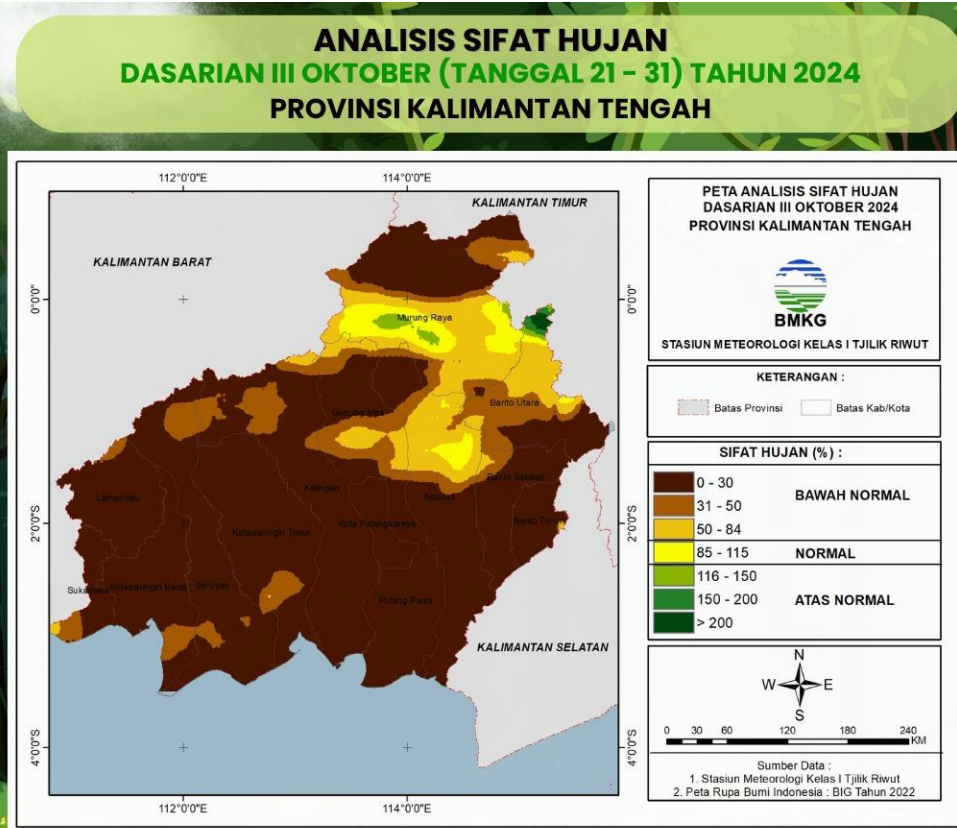 ANALISIS SIFAT HUJAN
DASARIAN III OKTOBER (TANGGAL 21 - 31) TAHUN 2024
PROVINSI KALIMANTAN TENGAH
112°0'0"E
114°0'0"E
KALIMANTAN TIMUR
KALIMANTAN BARAT
0°0'0"
0°0'0"
Murung Raya
Barito Utara
Gunung Mas
Barito Selatan
Lamandau
Katingan
Kapuas
2°0'0"S
2°0'0"S
Kotawaringin Timur
Kota Palangkaraya
Barito Timur
Sukamara
Kotawaringin Barat
Seruyan
Pulang Pisau
KALIMANTAN SELATAN
4°0'0"S
4°0'0"S
112°0'0"E
114°0'0"E
PETA ANALISIS SIFAT HUJAN
DASARIAN III OKTOBER 2024
PROVINSI KALIMANTAN TENGAH
BMKG
STASIUN METEOROLOGI KELAS I TJILIK RIWUT
KETERANGAN :
Batas Provinsi
Batas Kab/Kota
SIFAT HUJAN (%) :
0 - 30
31 - 50
50 - 84
BAWAH NORMAL
85 - 115
NORMAL
116 - 150
150 - 200
> 200
ATAS NORMAL
N
W
E
S
0 30 60 120 180 240
KM
Sumber Data :
1. Stasiun Meteorologi Kelas I Tjilik Riwut
2. Peta Rupa Bumi Indonesia : BIG Tahun 2022